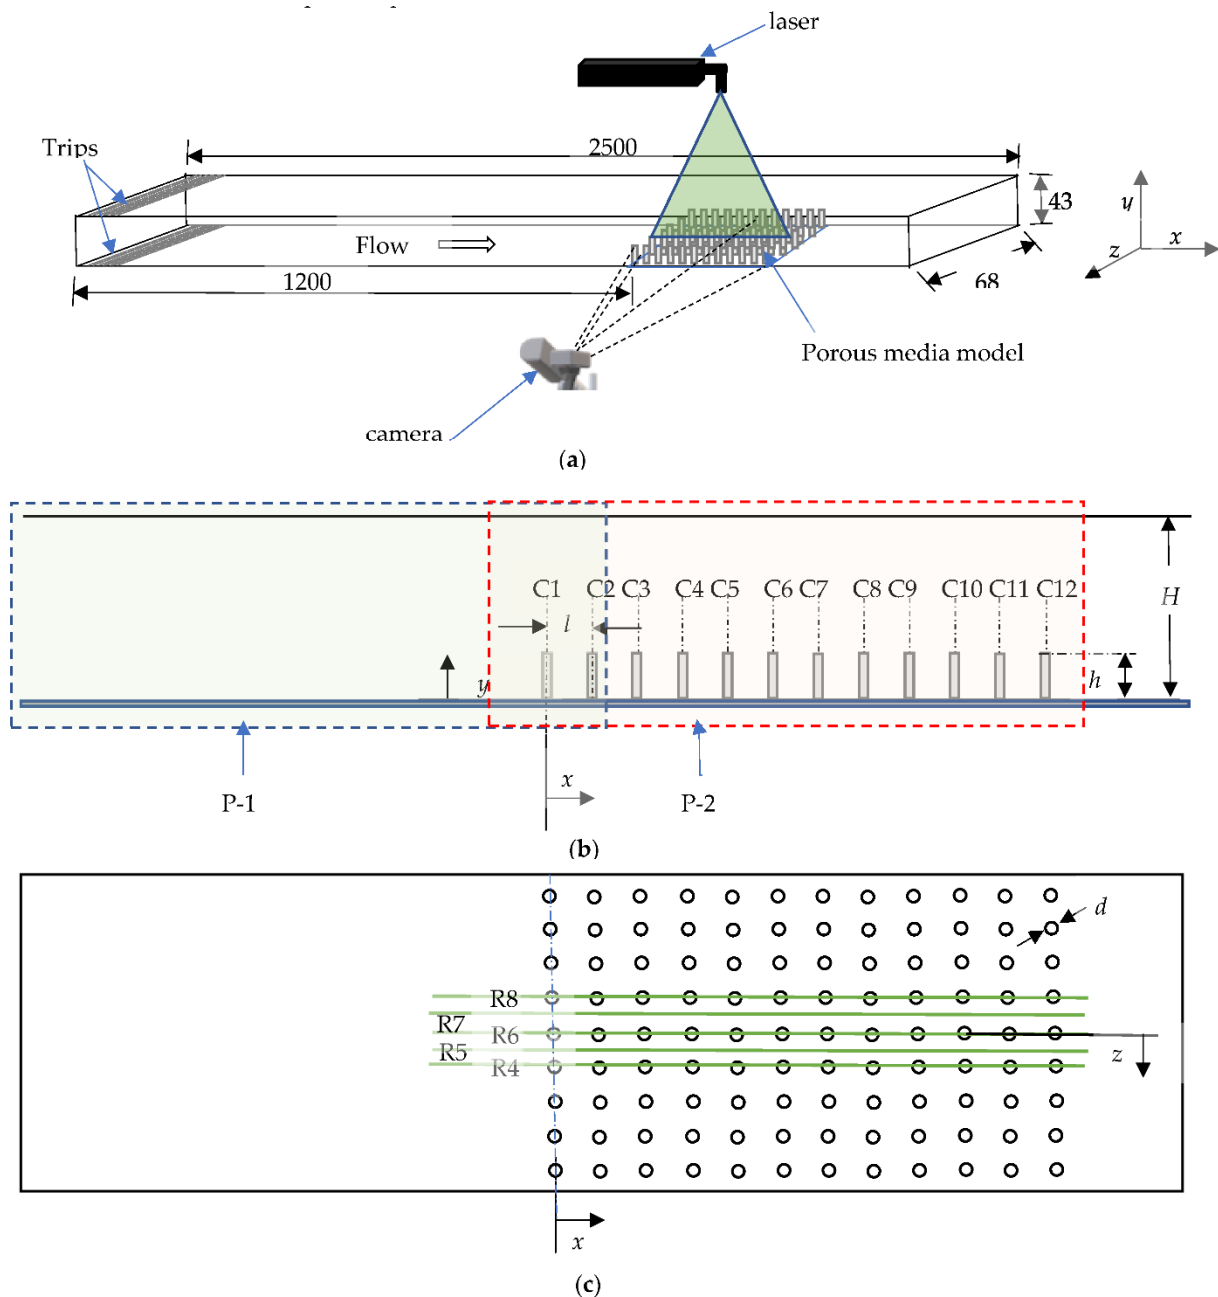 laser
Trips
2500
43
y
Flow
z
x
1200
68
Porous media model
camera
(a)
C1 C2 C3 C4 C5 C6 C7 C8 C9 C10 C11 C12
H
l
h
y
x
P-1
P-2
(b)
d
R8
R7
R6
R5
z
R4
x
(c)